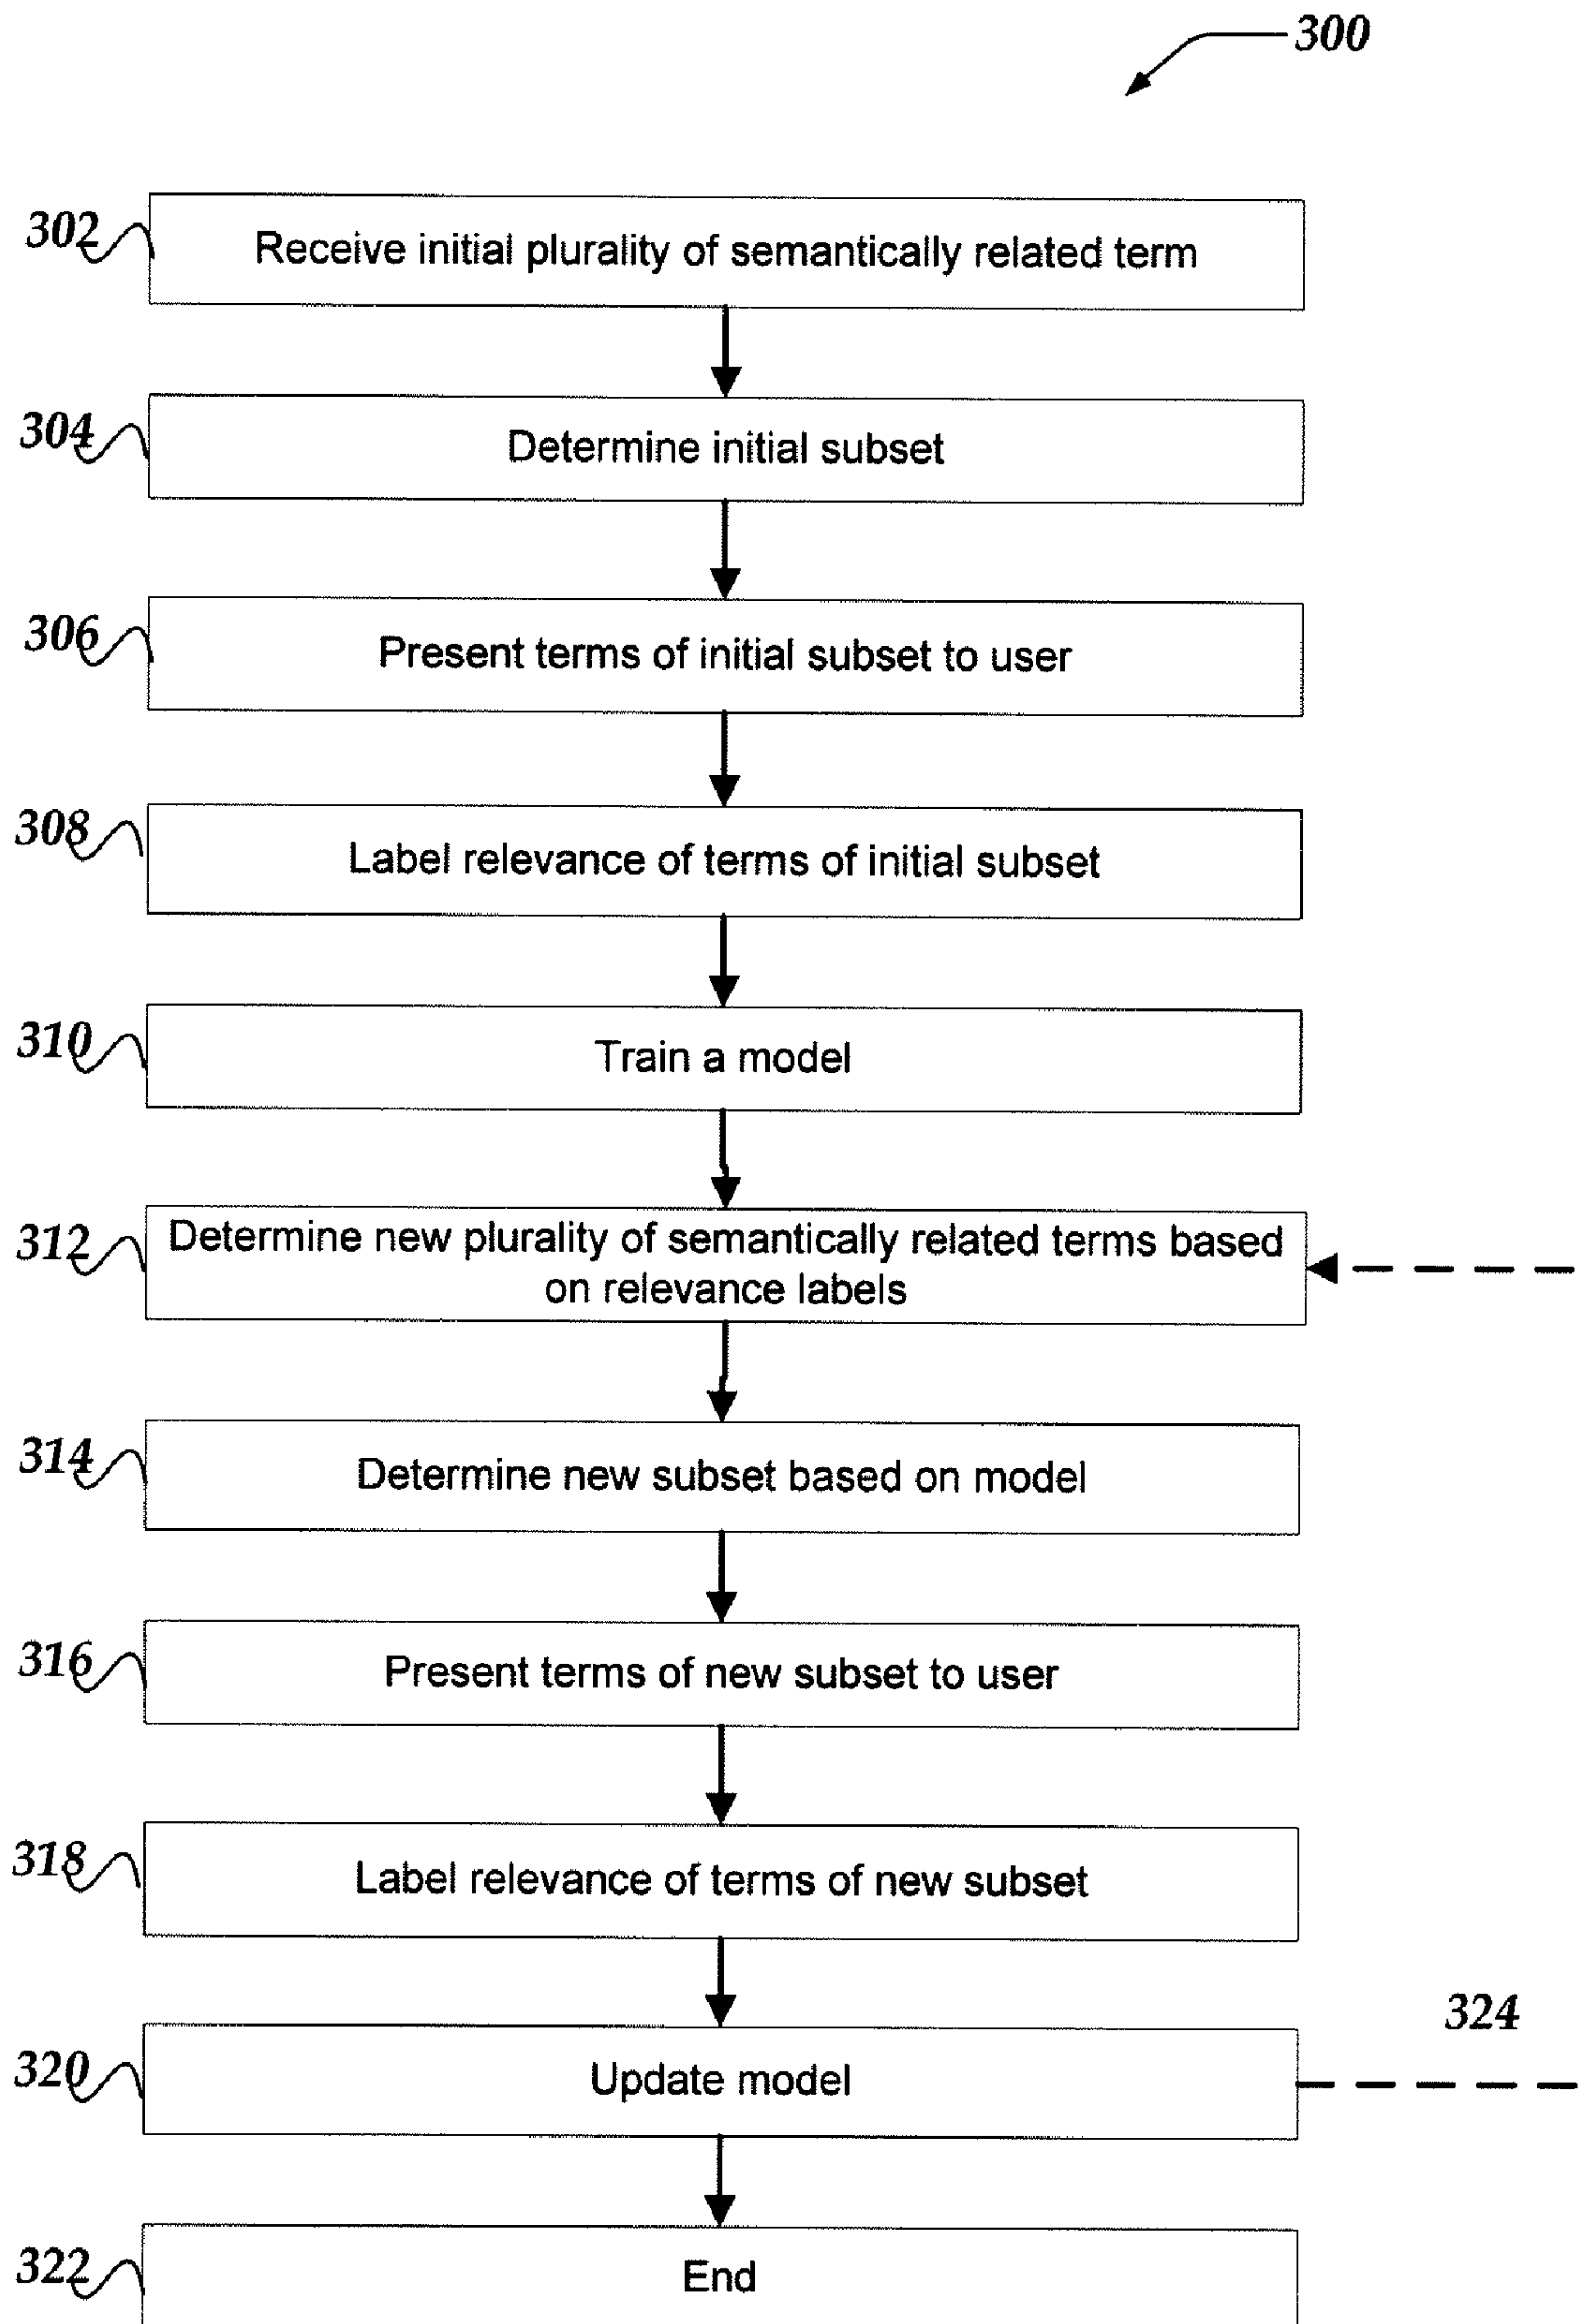 300
302
Receive initial plurality of semantically related term
304
Determine initial subset
306
Present terms of initial subset to user
308
Label relevance of terms of initial subset
310
Train a model
312
Determine new plurality of semantically related terms based
on relevance labels
314
Determine new subset based on model
316
Present terms of new subset to user
318
Label relevance of terms of new subset
324
320
Update model
322
End